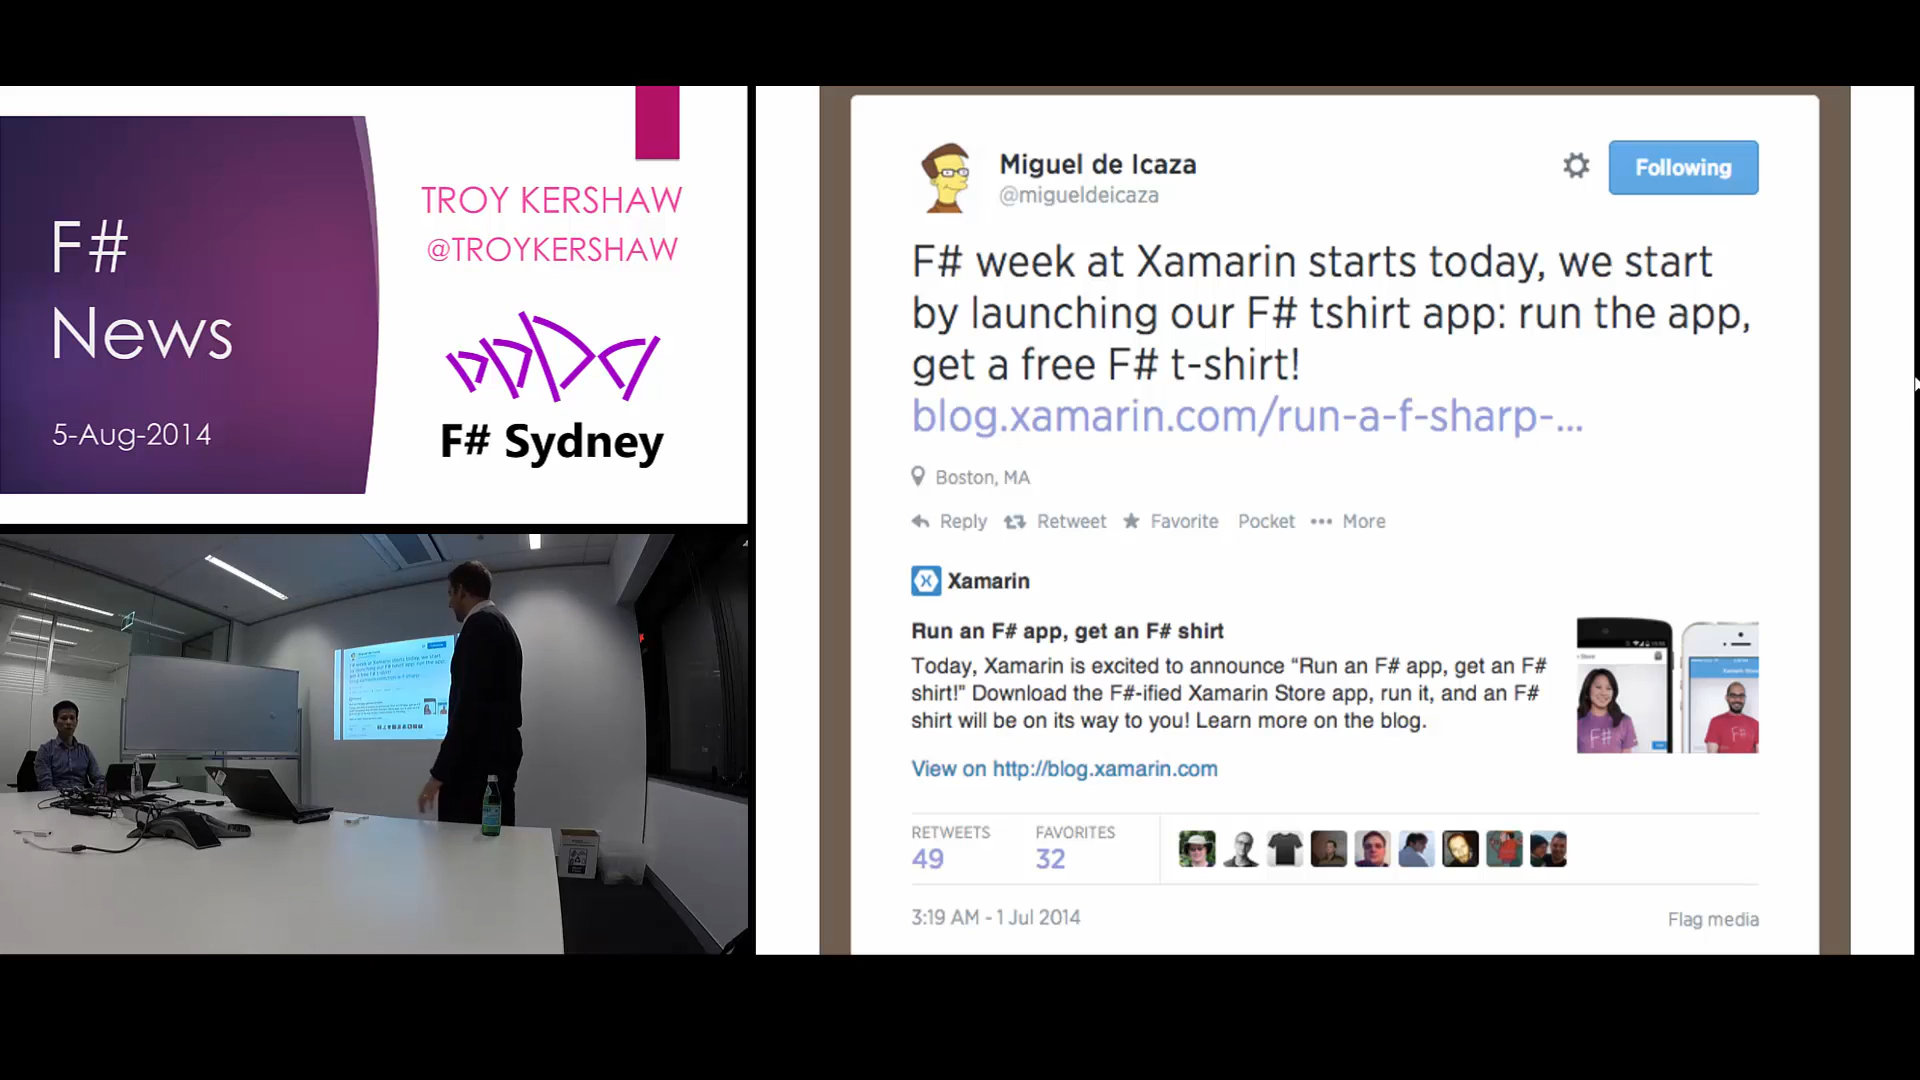 F#
News
5-Aug-2014
TROY KERSHAW
@TROYKERSHAW
F# Sydney
Miguel de Icaza
@migueldeicaza
Following
F# week at Xamarin starts today, we start
by launching our F# tshirt app: run the app,
get a free F# t-shirt!
blog.xamarin.com/run-a-f-sharp-...
Boston, MA
Reply Retweet Favorite Pocket ••• More
Xamarin
Run an F# app, get an F# shirt
Today, Xamarin is excited to announce “Run an F# app, get an F#
shirt!” Download the F#-ified Xamarin Store app, run it, and an F#
shirt will be on its way to you! Learn more on the blog.
View on http://blog.xamarin.com
F#
F#
RETWEETS
49
FAVORITES
32
3:19 AM - 1 Jul 2014
Flag media